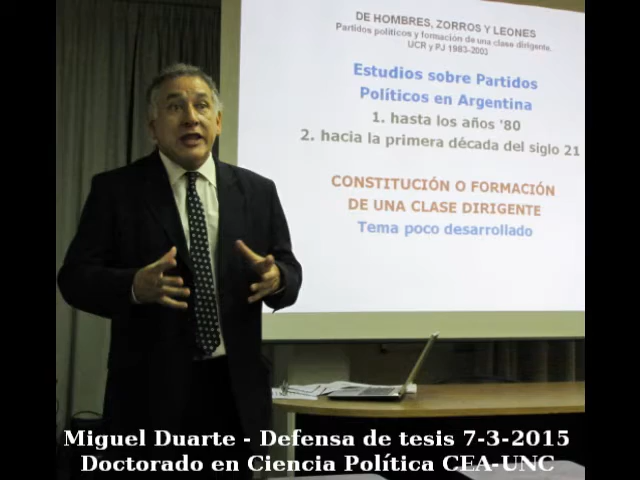 DE HOMBRES, ZORROS Y LEONES
Partidos políticos y formación de una clase dirigente.
UCR y PJ 1983-2003
Estudios sobre Partidos
Políticos en Argentina
1. hasta los años '80
2. hacia la primera década del siglo 21
CONSTITUCIÓN O FORMACIÓN
DE UNA CLASE DIRIGENTE
Tema poco desarrollado
Miguel Duarte - Defensa de tesis 7-3-2015
Doctorado en Ciencia Política CEA-UNC